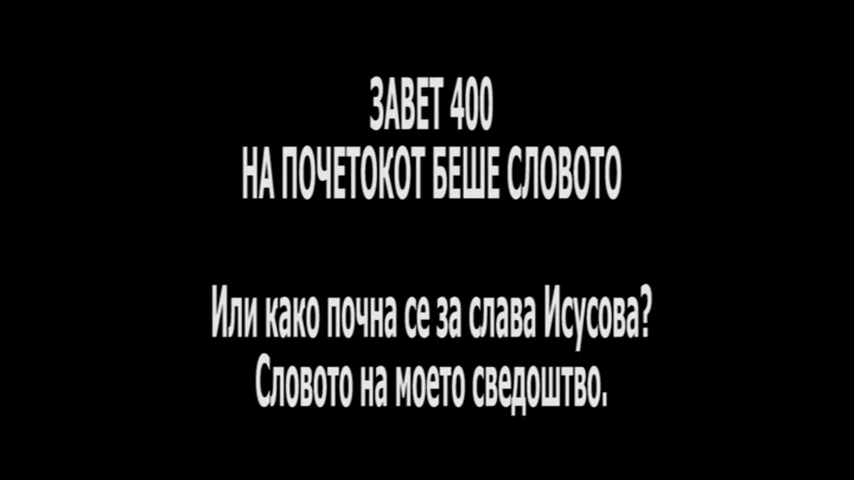 ЗАВЕТ 400
НА ПОЧЕТОКОТ БЕШЕ СЛОВОТО
Или како почна се за слава Исусова?
Словото на моето сведоштво.